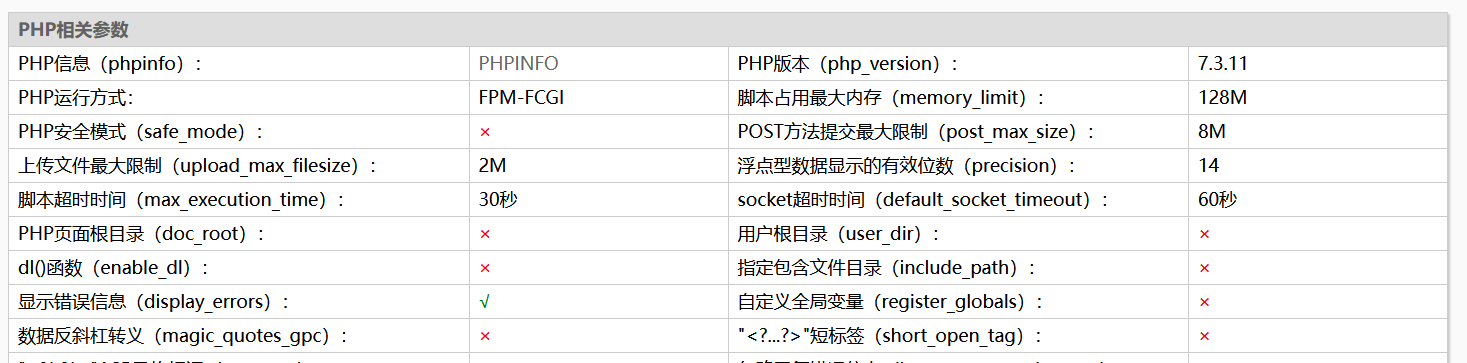 PHP相关参数
PHP信息（phpinfo）： PHPINFO PHP版本（php_version）： 7.3.11
PHP运行方式： FPM-FCGI 脚本占用最大内存（memory_limit）： 128M
PHP安全模式（safe_mode）： × POST方法提交最大限制（post_max_size）： 8M
上传文件最大限制（upload_max_filesize）： 2M 浮点型数据显示的有效位数（precision）： 14
脚本超时时间（max_execution_time）： 30秒 socket超时时间（default_socket_timeout）： 60秒
PHP页面根目录（doc_root）： × 用户根目录（user_dir）： ×
dl()函数（enable_dl）： × 指定包含文件目录（include_path）： ×
显示错误信息（display_errors）： √ 自定义全局变量（register_globals）： ×
数据反斜杠转义（magic_quotes_gpc）： × "<?...?>"短标签（short_open_tag）： ×